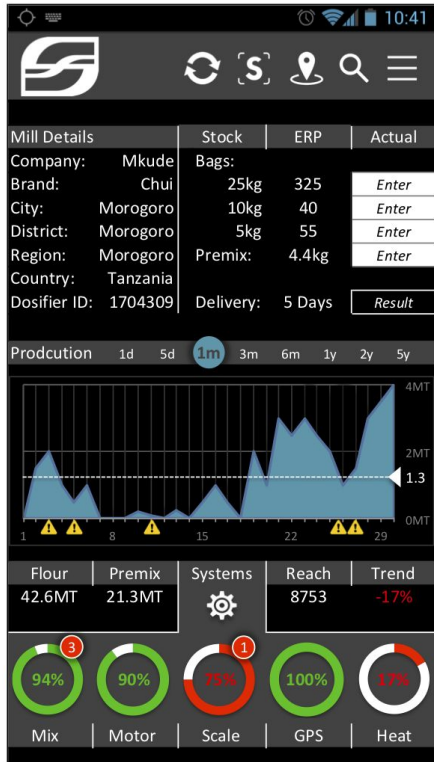 10:41
[S]
Mill Details Stock ERP Actual
Company: Mkude Bags:
Brand: Chui 25kg 325 Enter
City: Morogoro 10kg 40 Enter
District: Morogoro 5kg 55 Enter
Region: Morogoro Premix: 4.4kg Enter
Country: Tanzania
Dosifier ID: 1704309 Delivery: 5 Days Result
Prodcution 1d 5d 1m 3m 6m 1y 2y 5y
4MT
2MT
1.3
0MT
1 8 15 22 29
Flour Premix Systems Reach Trend
42.6MT 21.3MT 8753 -17%
3 1
94% 90% 75% 100% 17%
Mix Motor Scale GPS Heat